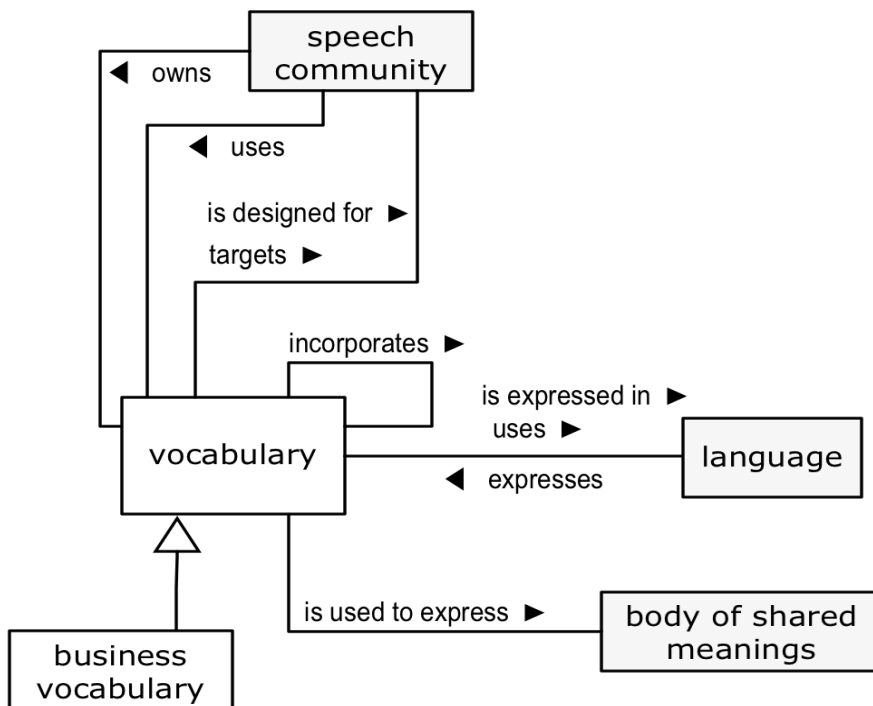 speech
community
◀ owns
◀ uses
is designed for ▶
targets ▶
incorporates ▶
is expressed in ▶
uses ▶
vocabulary
language
◀ expresses
is used to express ▶
body of shared
meanings
business
vocabulary